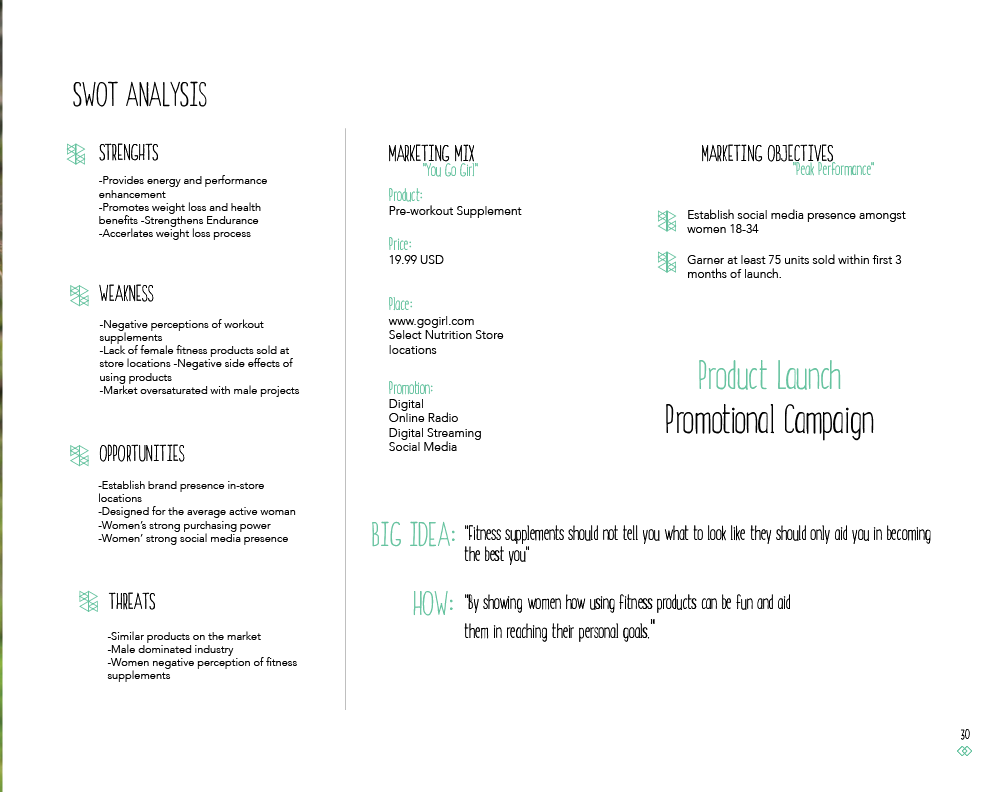 SWOT ANALYSIS
STRENGHTS
-Provides energy and performance
enhancement
-Promotes weight loss and health
benefits -Strengthens Endurance
-Accerlates weight loss process
WEAKNESS
-Negative perceptions of workout
supplements
-Lack of female fitness products sold at
store locations -Negative side effects of
using products
-Market oversaturated with male projects
OPPORTUNITIES
-Establish brand presence in-store
locations
-Designed for the average active woman
-Women's strong purchasing power
-Women' strong social media presence
THREATS
-Similar products on the market
-Male dominated industry
-Women negative perception of fitness
supplements
MARKETING MIX
"You Go Girl"
Product:
Pre-workout Supplement
Price:
19.99 USD
Place:
www.gogirl.com
Select Nutrition Store
locations
Promotion:
Digital
Online Radio
Digital Streaming
Social Media
MARKETING OBJECTIVES
"Peak Performance"
Establish social media presence amongst
women 18-34
Garner at least 75 units sold within first 3
months of launch.
Product Launch
Promotional Campaign
BIG IDEA: "Fitness supplements should not tell you what to look like they should only aid you in becoming
the best you"
HOW: "By showing women how using fitness products can be fun and aid
them in reaching their personal goals."
30